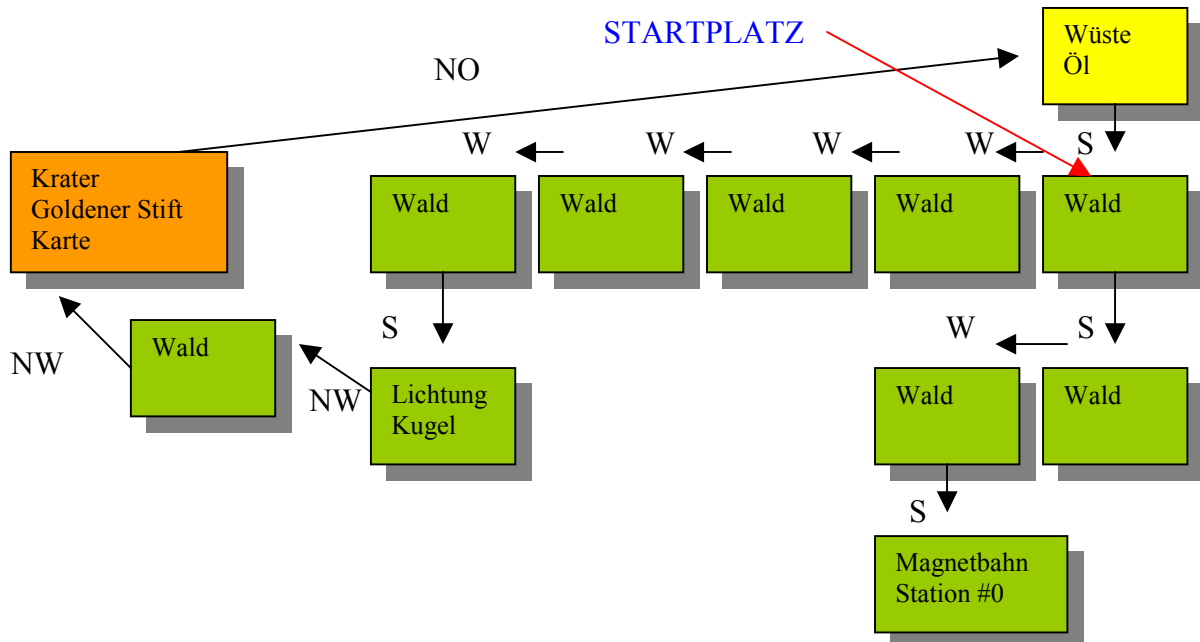 STARTPLATZ
Wüste
Öl
NO
W
W
W
W
S
Krater
Goldener Stift
Karte
Wald
Wald
Wald
Wald
Wald
S
W
S
NW
Wald
NW
Lichtung
Kugel
Wald
Wald
S
Magnetbahn
Station #0